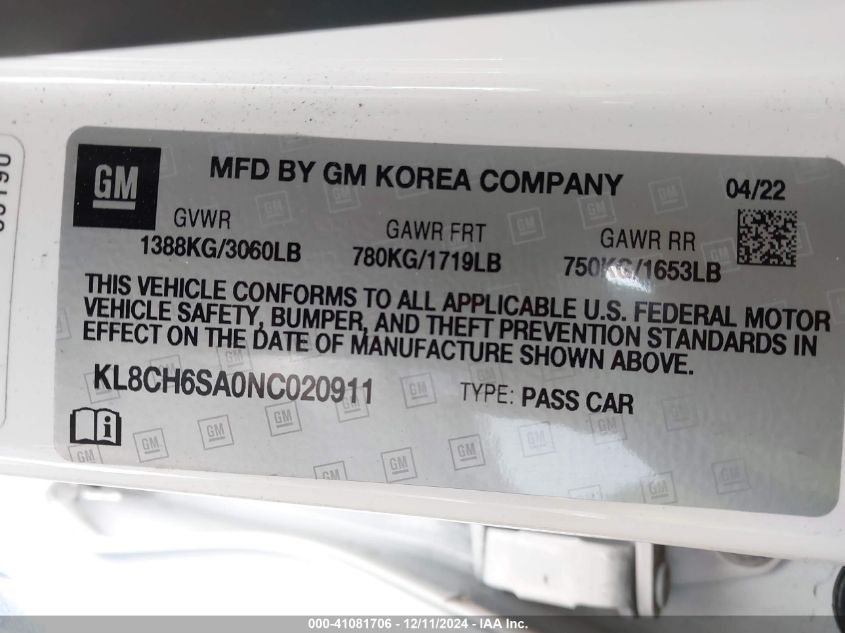 GM
MFD BY GM KOREA COMPANY
04/22
GVWR
GAWR FRT
GAWR RR
1388KG/3060LB
780KG/1719LB
750KG/1653LB
THIS VEHICLE CONFORMS TO ALL APPLICABLE U.S. FEDERAL MOTOR
VEHICLE SAFETY, BUMPER, AND THEFT PREVENTION STANDARDS IN
EFFECT ON THE DATE OF MANUFACTURE SHOWN ABOVE.
KL8CH6SA0NC020911
TYPE: PASS CAR
000-41081706 - 12/11/2024 - IAA Inc.